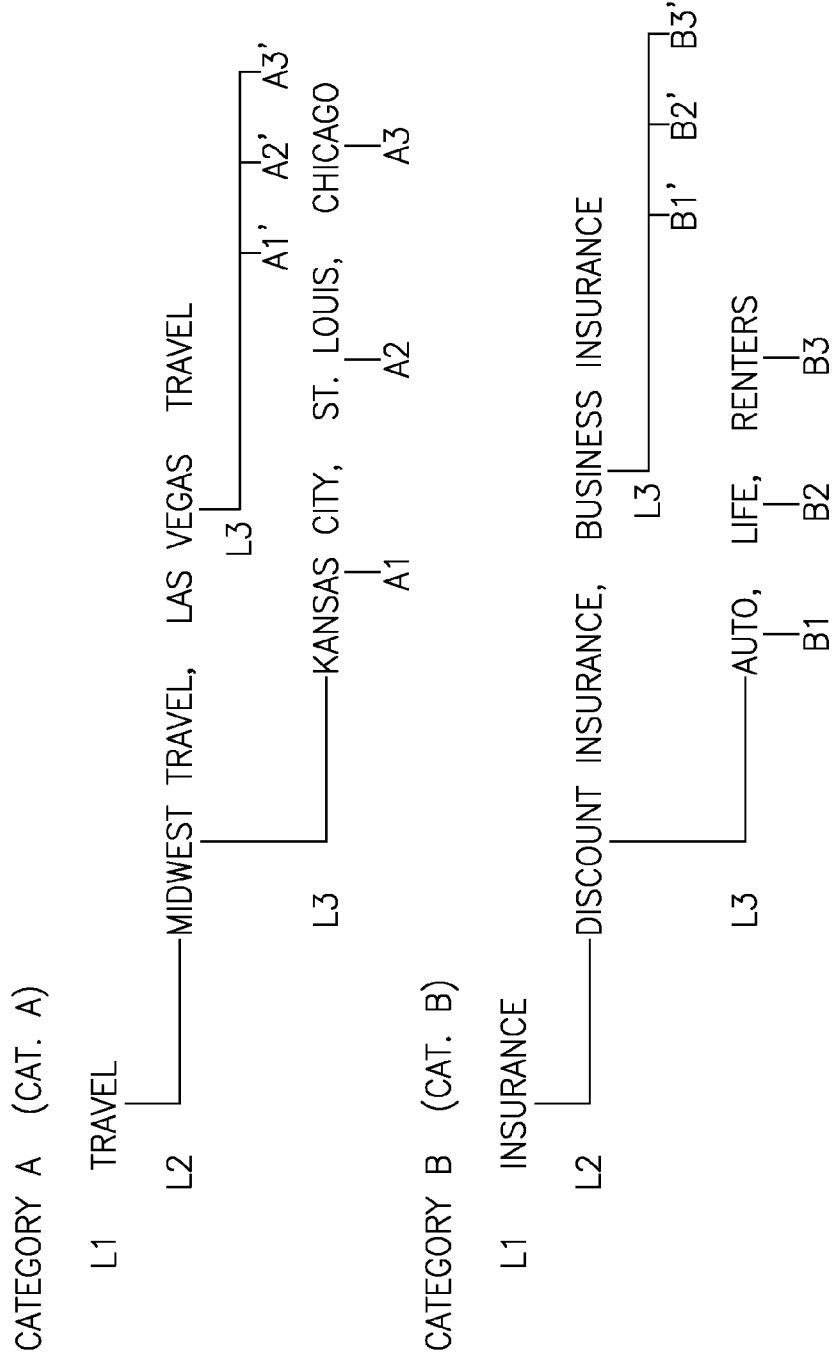 CATEGORY A (CAT. A)
L1 TRAVEL
L2 MIDWEST TRAVEL, LAS VEGAS TRAVEL
L3 A1' A2' A3'
L3 KANSAS CITY, ST. LOUIS, CHICAGO
A1 A2 A3
CATEGORY B (CAT. B)
L1 INSURANCE
L2 DISCOUNT INSURANCE, BUSINESS INSURANCE
L3 B1' B2' B3'
L3 AUTO, LIFE, RENTERS
B1 B2 B3